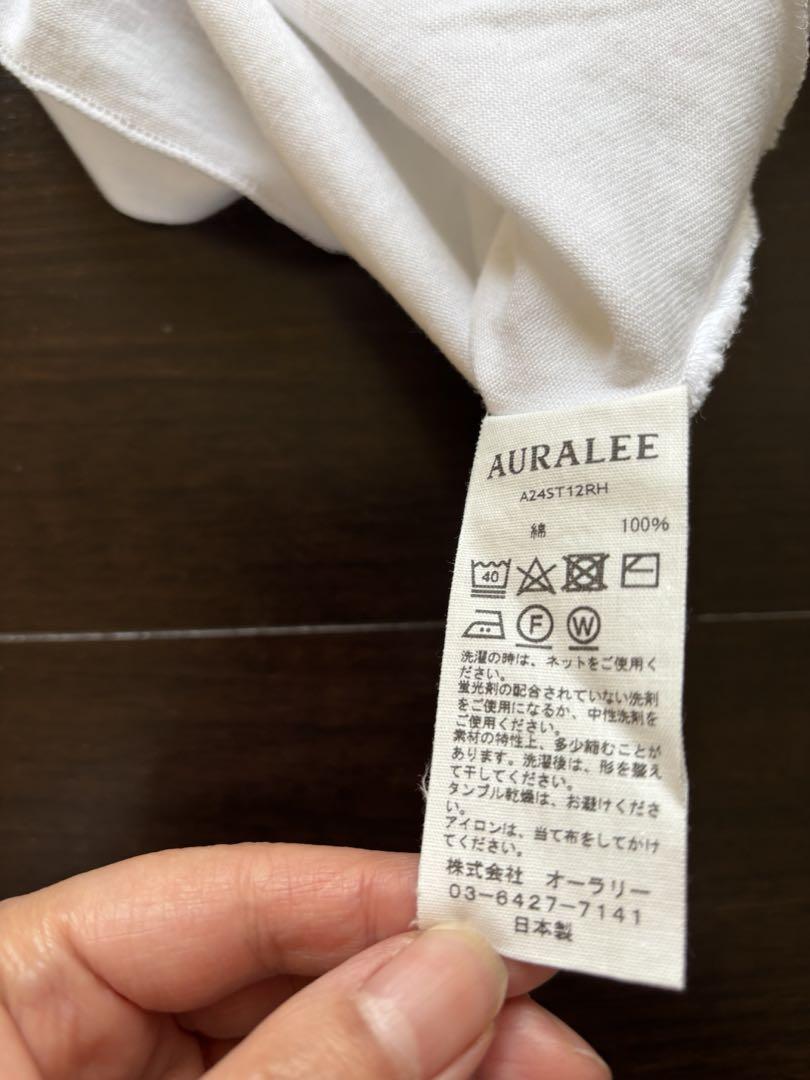 AURALEE
A24ST12RH
綿 100%
40
F W
洗濯の時は、ネットをご使用く
ださい。
蛍光剤の配合されていない洗剤
をご使用になるか、中性洗剤を
ご使用ください。
素材の特性上、多少縮むことが
あります。洗濯後は、形を整え
て干してください。
タンブル乾燥は、お避けくださ
い。
アイロンは、当て布をしてかけ
てください。
株式会社 オーラリー
03-6427-7141
日本製